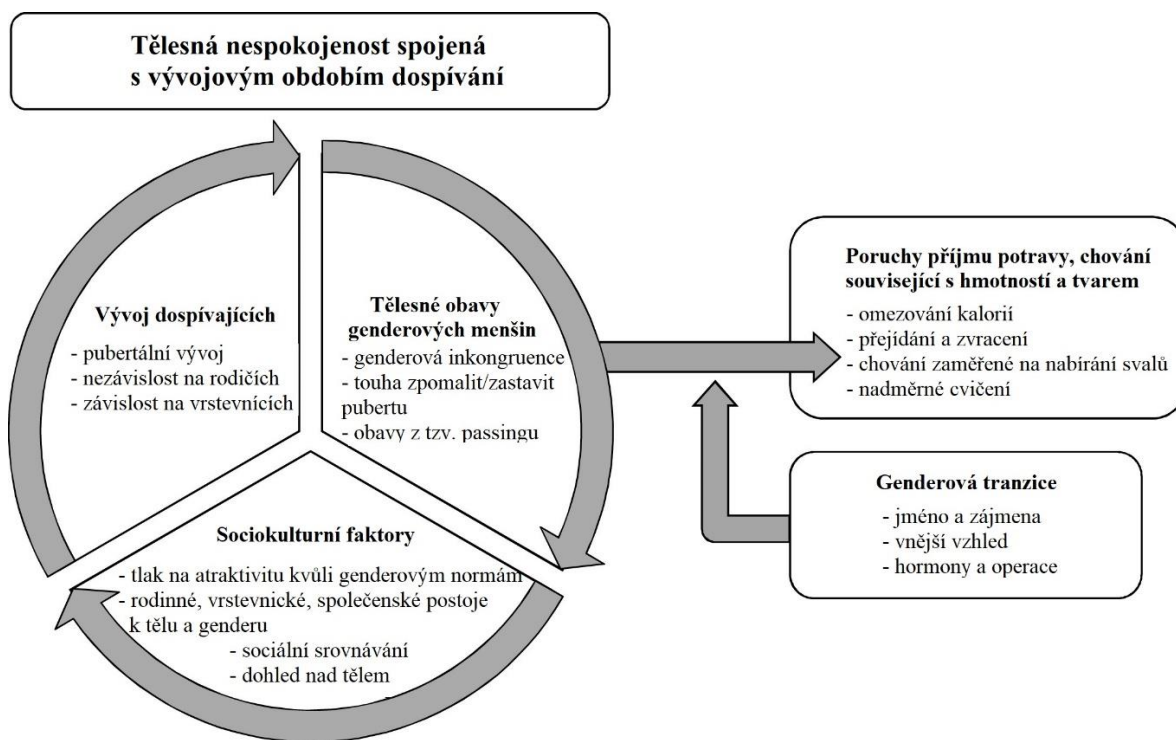 Tělesná nespokojenost spojená
s vývojovým obdobím dospívání
Vývoj dospívajících
- pubertální vývoj
- nezávislost na rodičích
- závislost na vrstevnících
Tělesné obavy
genderových menšin
- genderová inkongruence
- touha zpomalit/zastavit
pubertu
- obavy z tzv. passingu
Sociokulturní faktory
- tlak na atraktivitu kvůli genderovým normám
- rodinné, vrstevnické, společenské postoje
k tělu a genderu
- sociální srovnávání
- dohled nad tělem
-
Poruchy příjmu potravy, chování
související s hmotností a tvarem
- omezování kalorií
- přejídání a zvracení
- chování zaměřené na nabírání svalů
- nadměrné cvičení
Genderová tranzice
- jméno a zájmena
- vnější vzhled
- hormony a operace